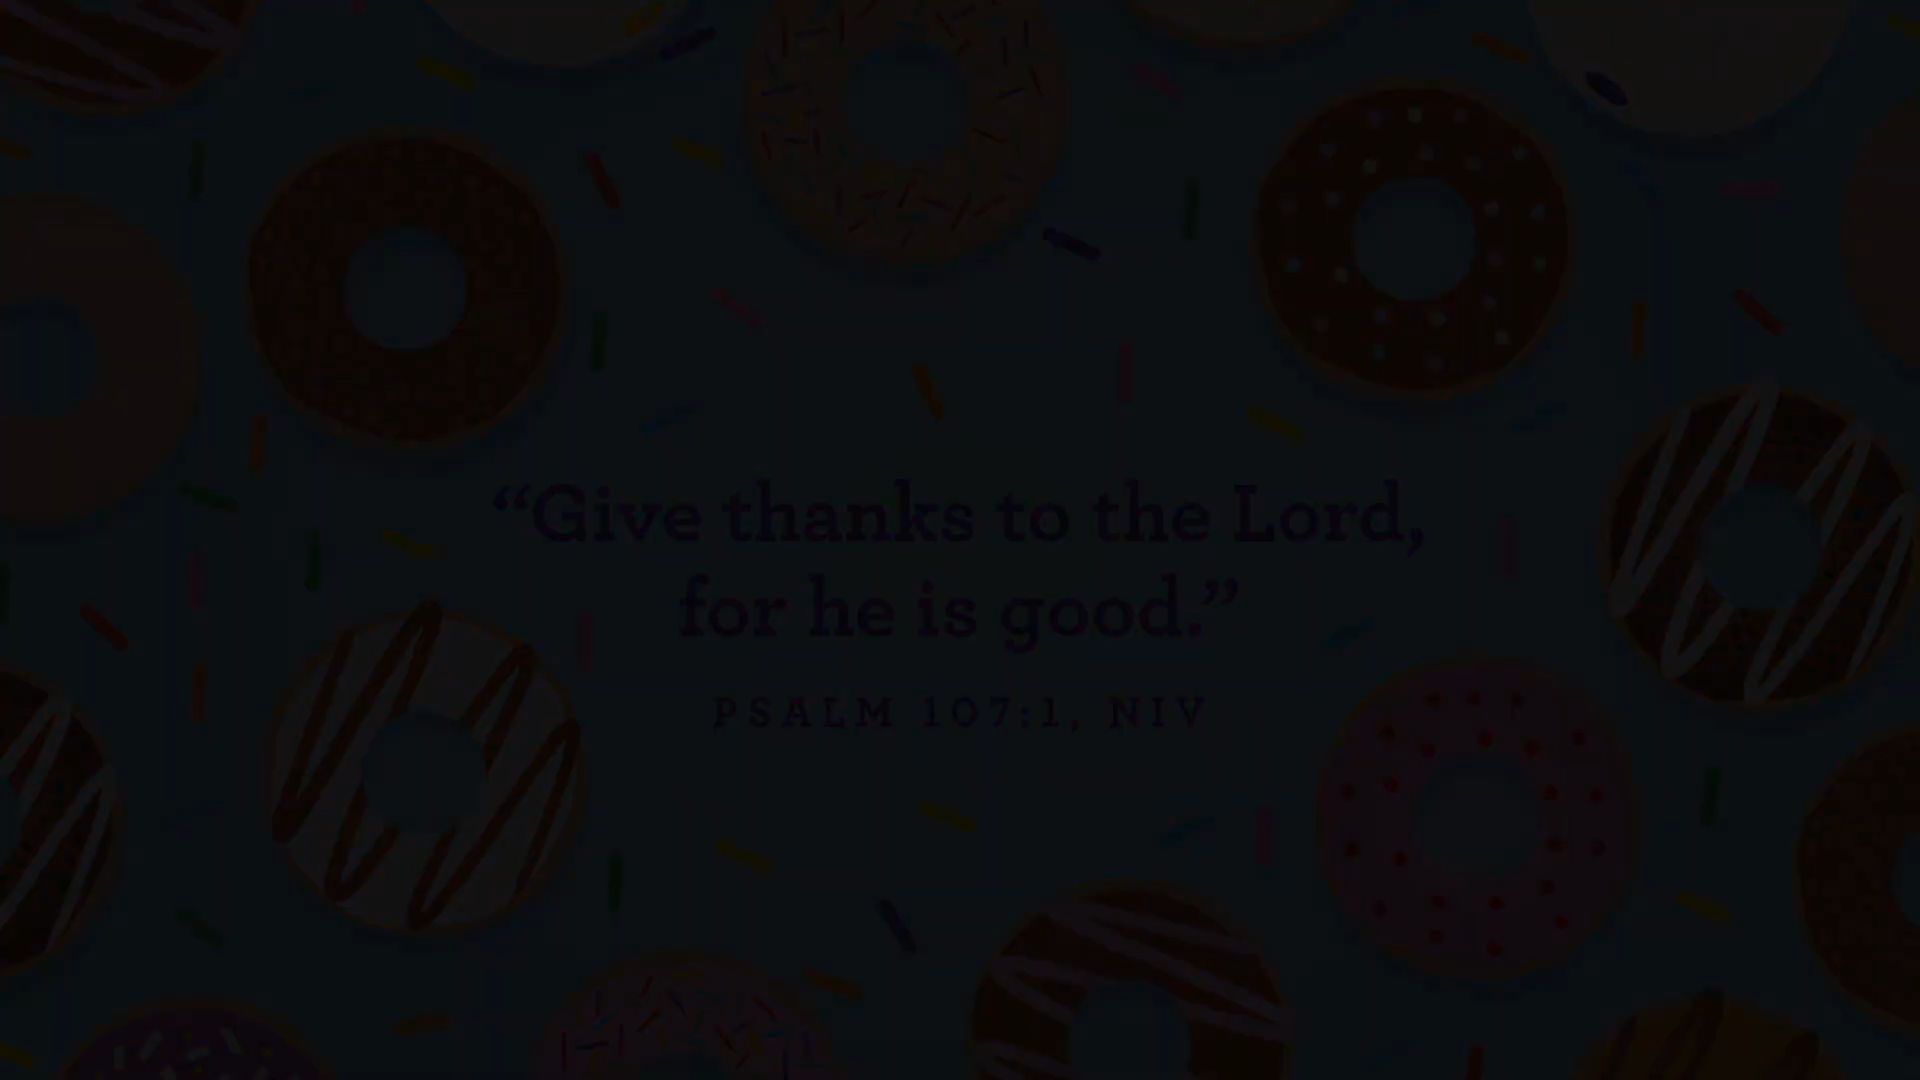 “Give thanks to the Lord,
for he is good.”
PSALM 107:1, NIV